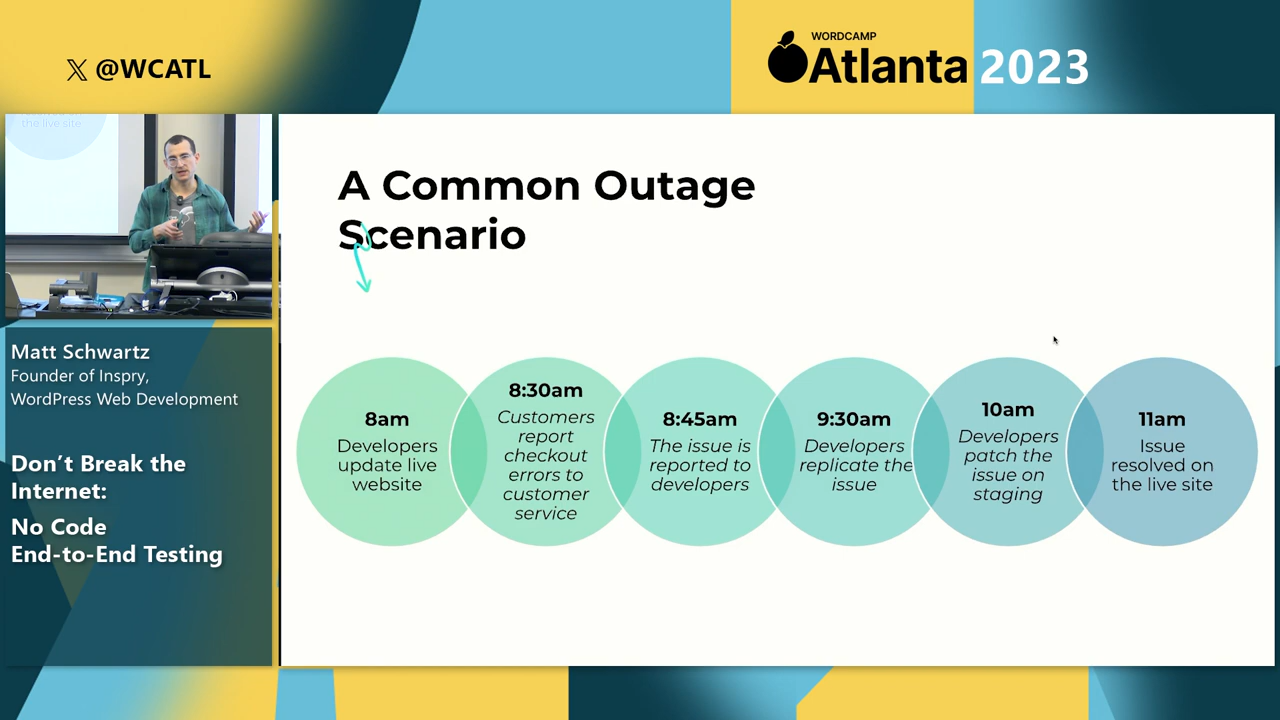 𝕏 @WCATL
WORDCAMP
Atlanta 2023
the live site
Matt Schwartz
Founder of Inspry,
WordPress Web Development
Don’t Break the
Internet:
No Code
End-to-End Testing
A Common Outage
Scenario
8am
Developers
update live
website
8:30am
Customers
report
checkout
errors to
customer
service
8:45am
The issue is
reported to
developers
9:30am
Developers
replicate the
issue
10am
Developers
patch the
issue on
staging
11am
Issue
resolved on
the live site